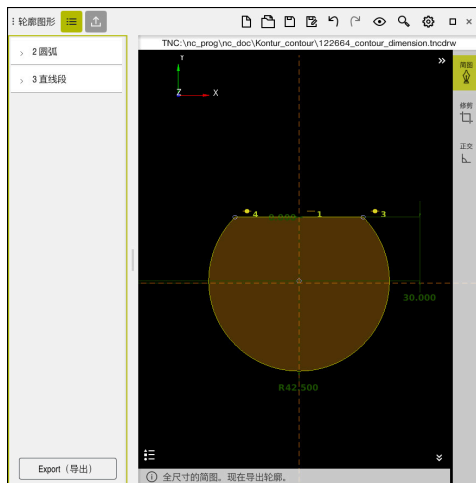 轮廓图形
TNC:\nc_prog\nc_doc\Kontur_contour\122664_contour_dimension.tncdrw
2 圆弧
3 直线段
Y
Z
X
简图
修剪
正交
4
0.000
1
3
30.000
R42.500
Export（导出）
全尺寸的简图。现在导出轮廓。